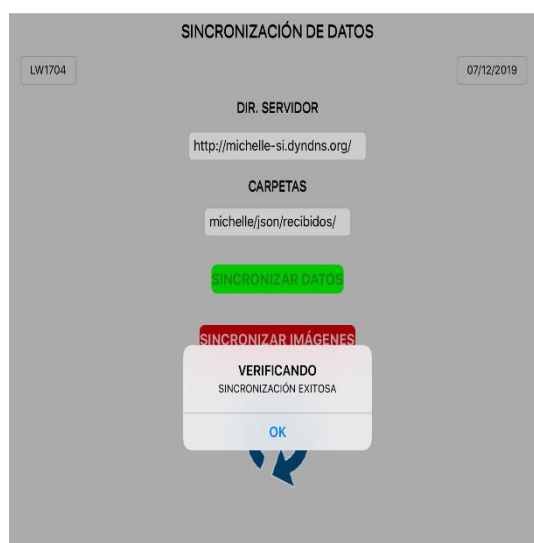 SINCRONIZACIÓN DE DATOS
LW1704
07/12/2019
DIR. SERVIDOR
http://michelle-si.dyndns.org/
CARPETAS
michelle/json/recibidos/
SINCRONIZAR DATOS
SINCRONIZAR IMÁGENES
VERIFICANDO
SINCRONIZACIÓN EXITOSA
OK